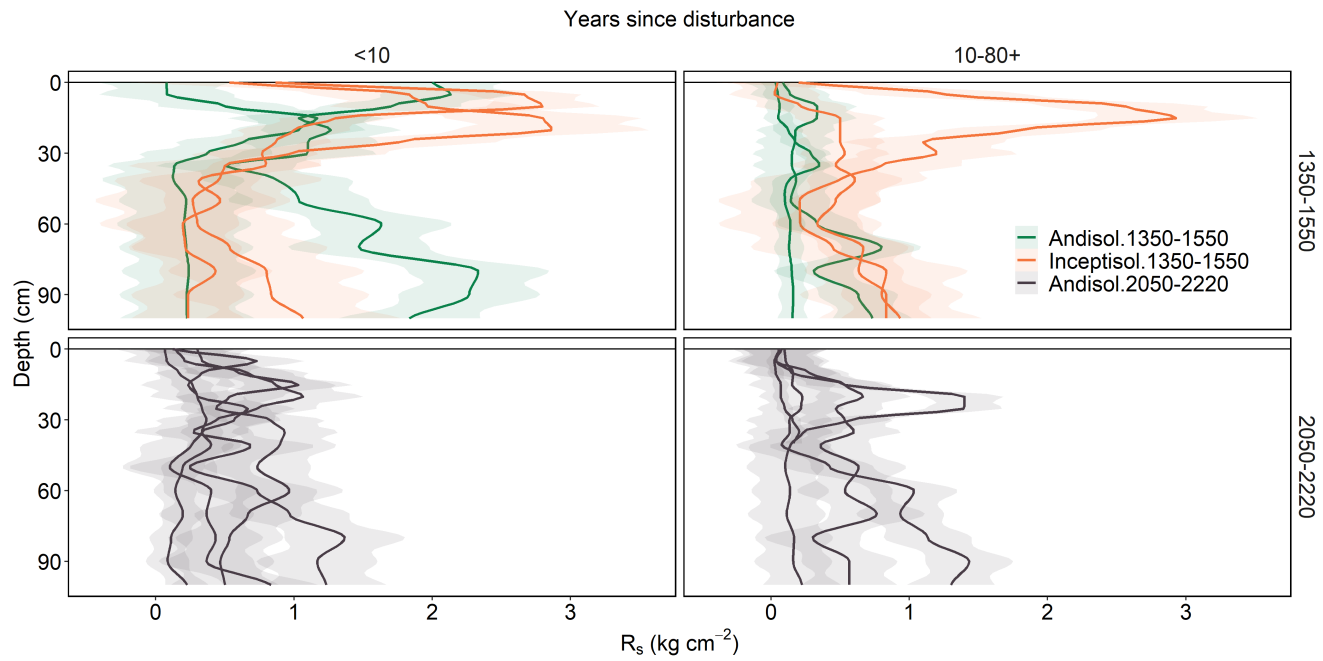 Years since disturbance
<10
10-80+
0
30
60
90
1350-1550
Andisol.1350-1550
Inceptisol.1350-1550
Andisol.2050-2220
Depth (cm)
0
30
60
90
2050-2220
0 1 2 3
0 1 2 3
Rₛ (kg cm⁻²)